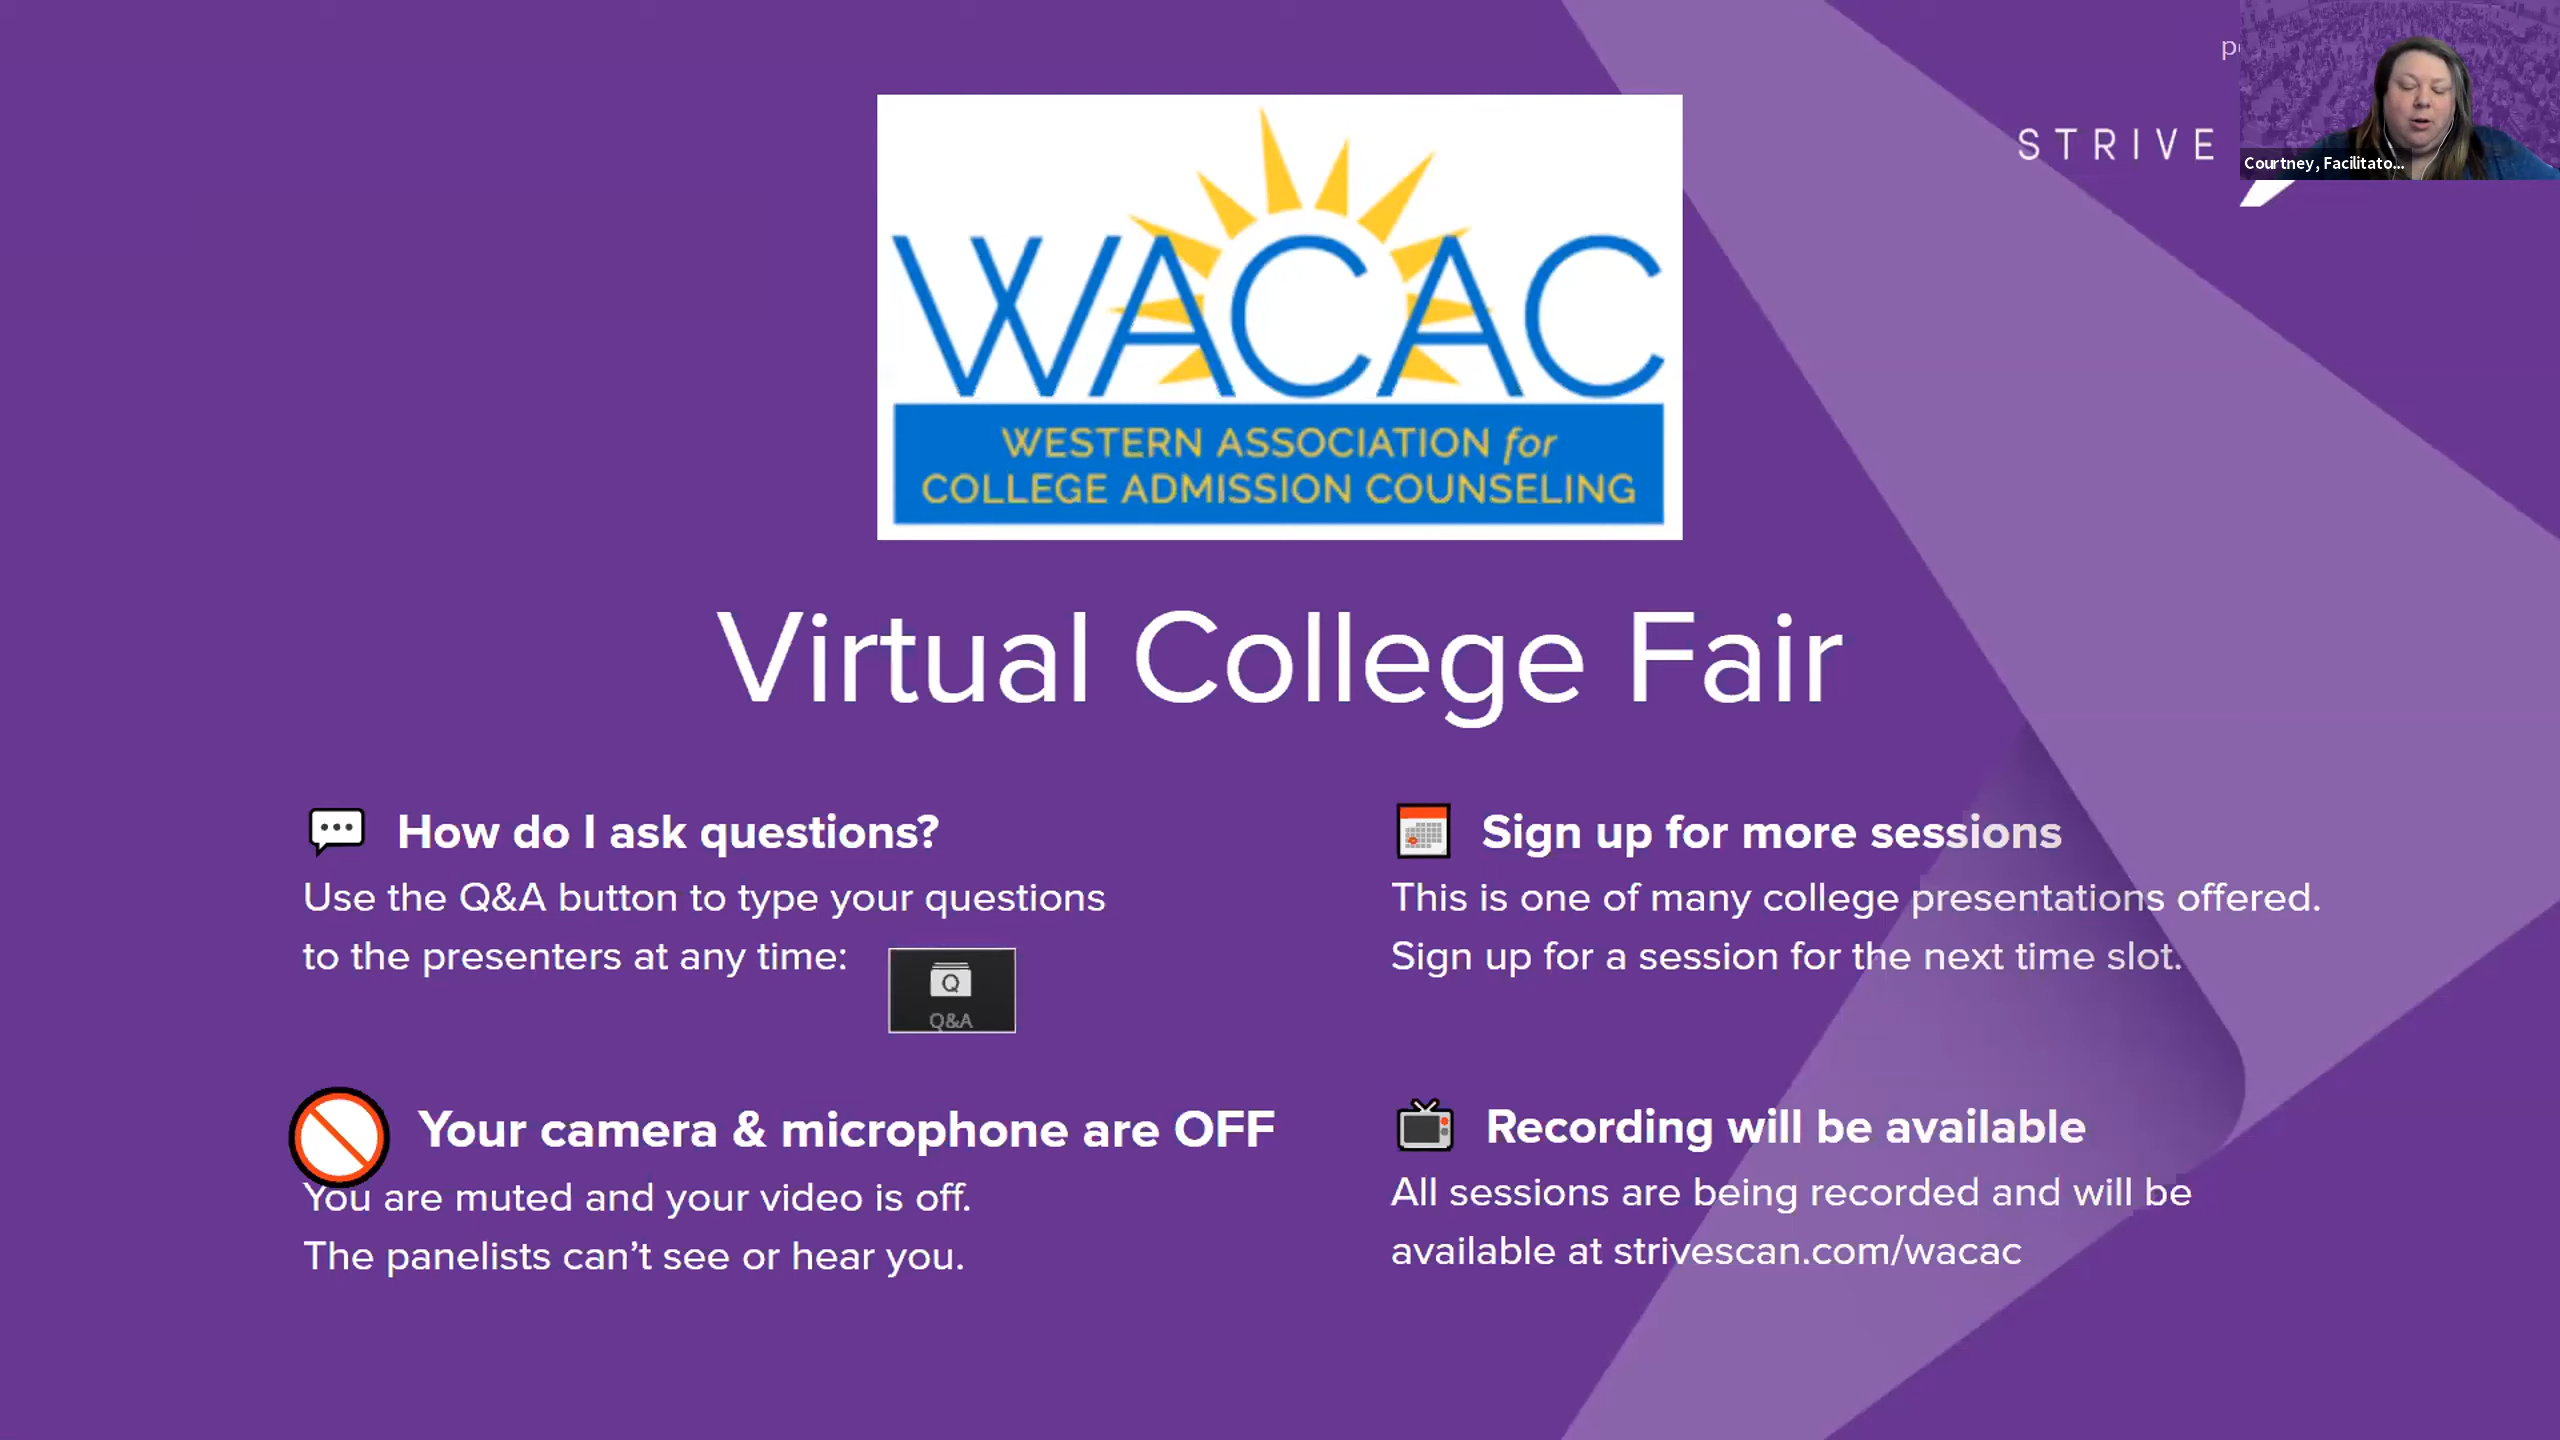 STRIVE
Courtney, Facilitato...
WACAC
WESTERN ASSOCIATION for
COLLEGE ADMISSION COUNSELING
Virtual College Fair
How do I ask questions?
Use the Q&A button to type your questions
to the presenters at any time:
Q
Q&A
Sign up for more sessions
This is one of many college presentations offered.
Sign up for a session for the next time slot.
Your camera & microphone are OFF
You are muted and your video is off.
The panelists can’t see or hear you.
Recording will be available
All sessions are being recorded and will be
available at strivescan.com/wacac